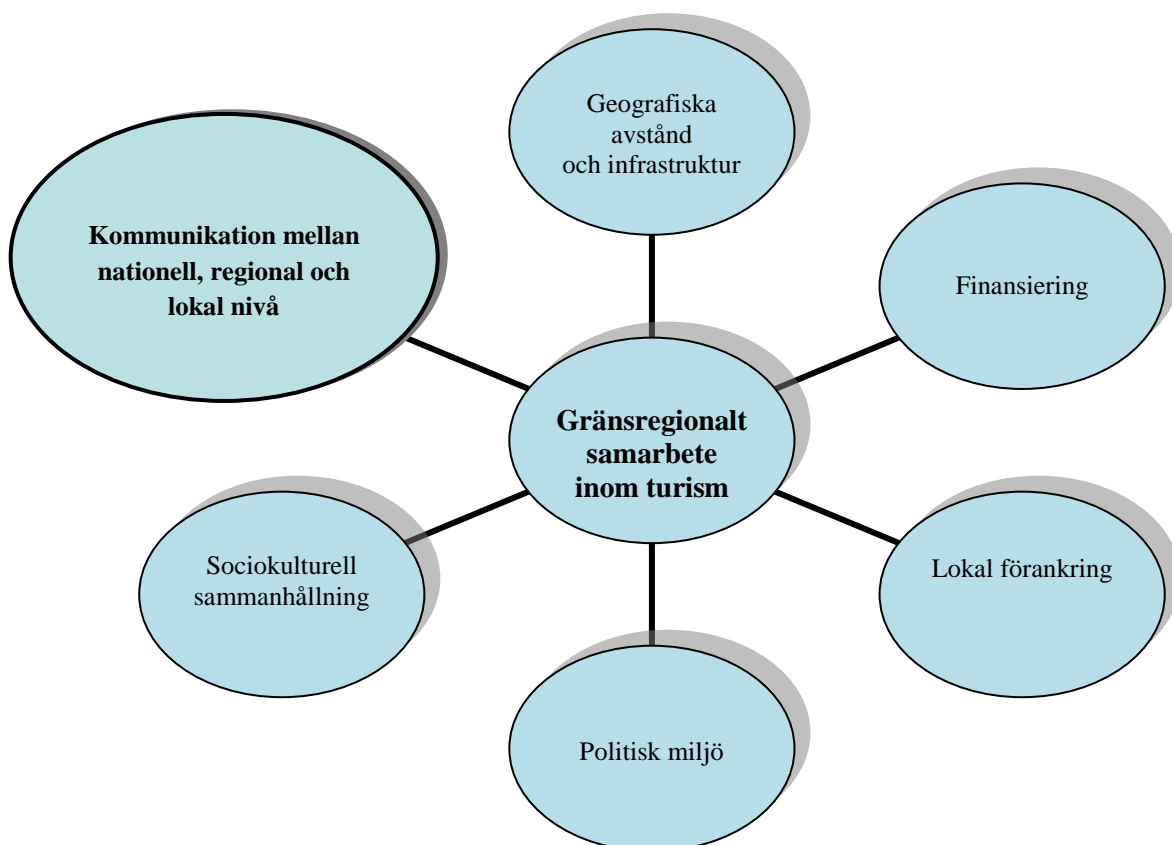 Geografiska
avstånd
och infrastruktur
Kommunikation mellan
nationell, regional och
lokal nivå
Finansiering
Gränsregionalt
samarbete
inom turism
Sociokulturell
sammanhållning
Lokal förankring
Politisk miljö